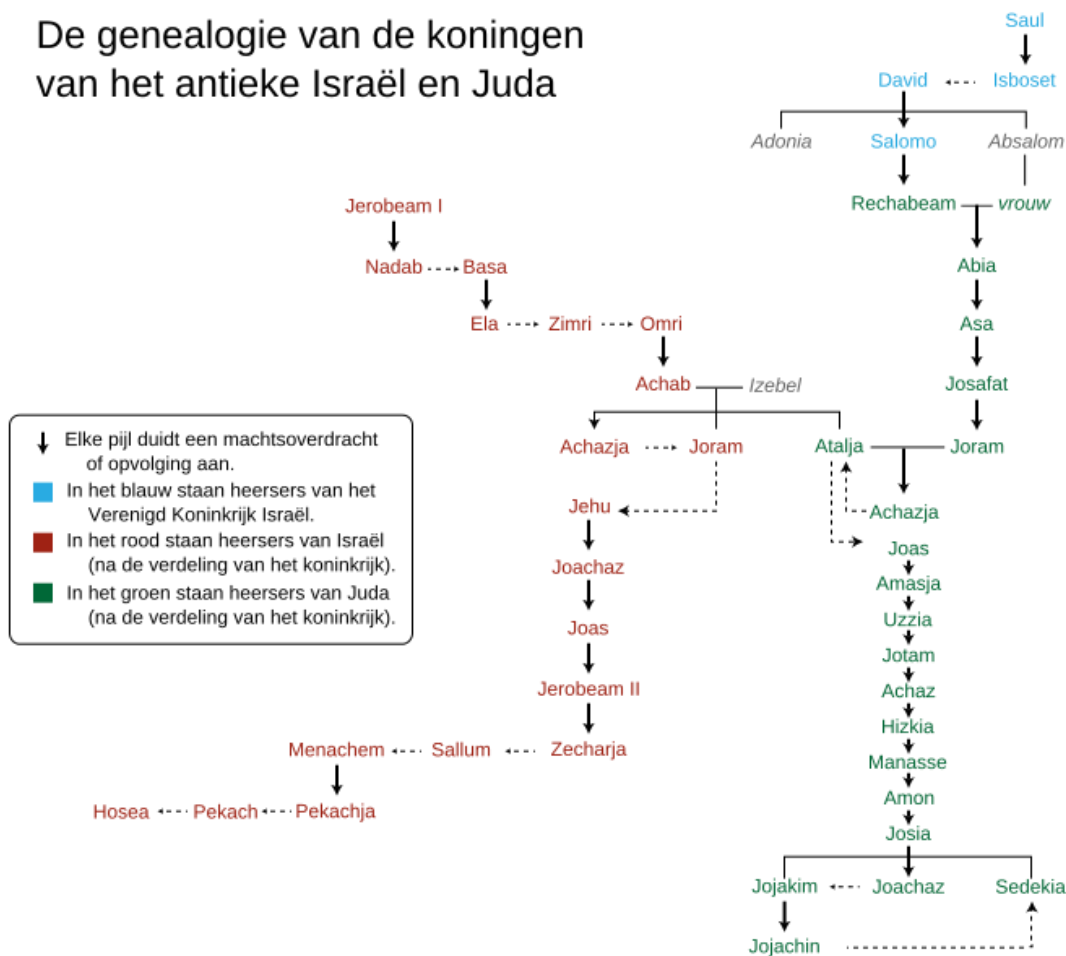 De genealogie van de koningen
van het antieke Israël en Juda
Saul
David
Isboset
Adonia
Salomo
Absalom
Rechabeam
vrouw
Jerobeam I
Nadab
Basa
Abia
Ela
Zimri
Omri
Asa
Achab
Izebel
Josafat
Achazja
Joram
Atalja
Joram
Elke pijl duidt een machtsoverdracht
of opvolging aan.
In het blauw staan heersers van het
Verenigd Koninkrijk Israël.
In het rood staan heersers van Israël
(na de verdeling van het koninkrijk).
In het groen staan heersers van Juda
(na de verdeling van het koninkrijk).
Jehu
Achazja
Joachaz
Joas
Amasja
Joas
Uzzia
Jotam
Jerobeam II
Achaz
Hizkia
Menachem
Sallum
Zecharja
Manasse
Hosea
Pekach
Pekachja
Amon
Josia
Jojakim
Joachaz
Sedekia
Jojachin